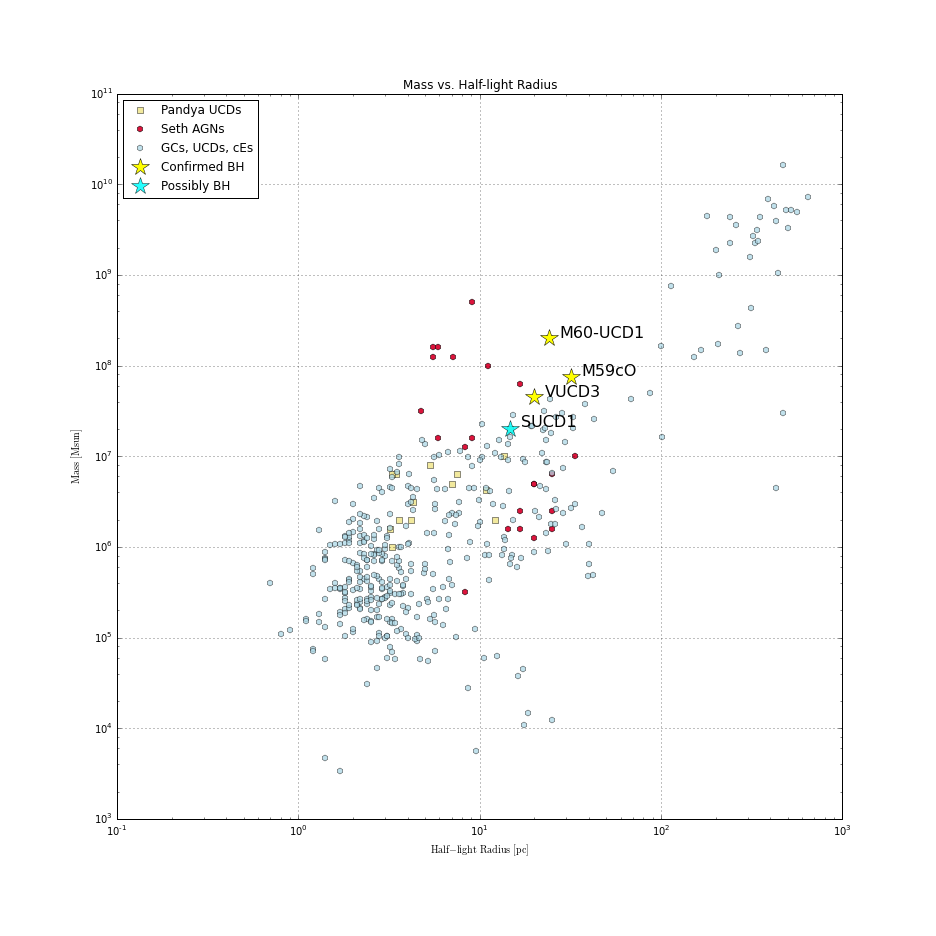 Mass vs. Half-light Radius
10^11
Pandya UCDs
Seth AGNs
GCs, UCDs, cEs
Confirmed BH
Possibly BH
10^10
10^9
M60-UCD1
10^8
M59cO
VUCD3
SUCD1
10^7
Mass [Msun]
10^6
10^5
10^4
10^3
10^-1 10^0 10^1 10^2 10^3
Half−light Radius [pc]